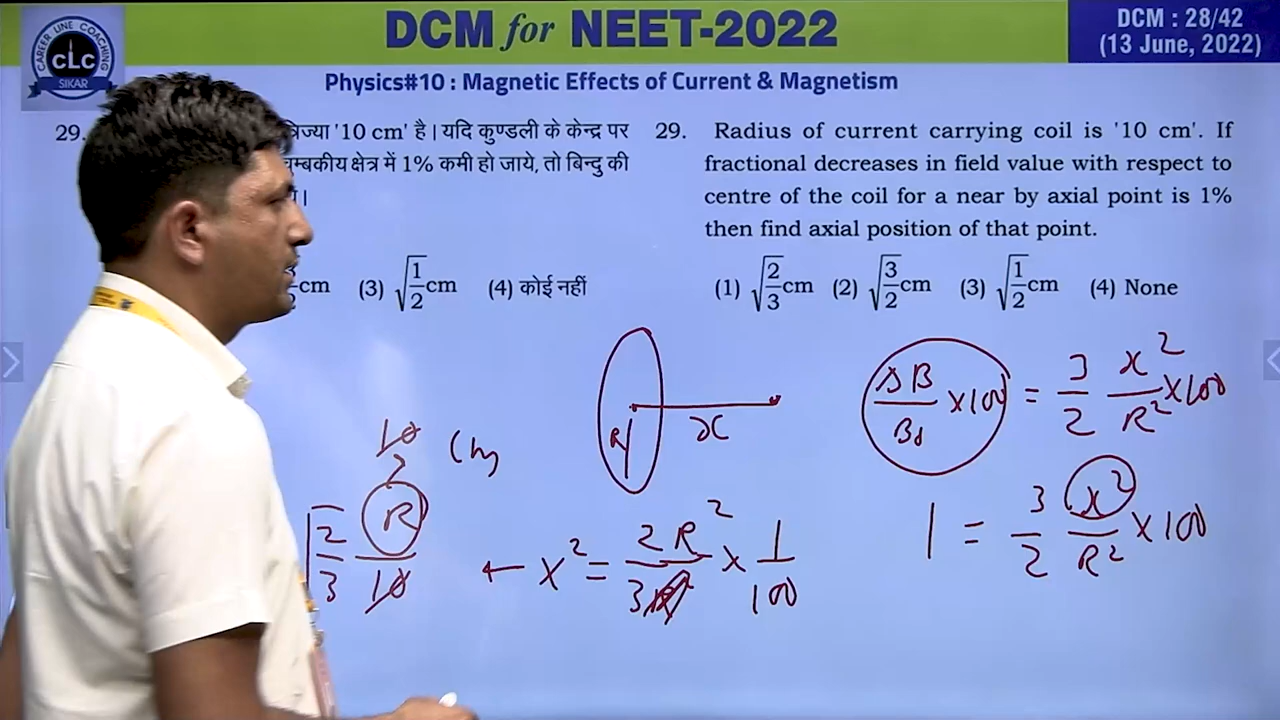 DCM for NEET-2022
DCM : 28/42
(13 June, 2022)
CAREER LINE COACHING
CLC
SIKAR
Physics#10 : Magnetic Effects of Current & Magnetism
29.
'10 cm' है। यदि कुण्डली के केन्द्र पर
क्षेत्र में 1% कमी हो जाये, तो बिन्दु की
cm (3) √1/2 cm (4) कोई नहीं
29. Radius of current carrying coil is '10 cm'. If
fractional decreases in field value with respect to
centre of the coil for a near by axial point is 1%
then find axial position of that point.
(1) √2/3 cm (2) √3/2 cm (3) √1/2 cm (4) None
R
x
ΔB/B₀ × 100 = 3/2 x²/R² × 100
1 = 3/2 x²/R² × 100
← x² = 2R²/3 × 1/100
√2/3 R/10
10 cm